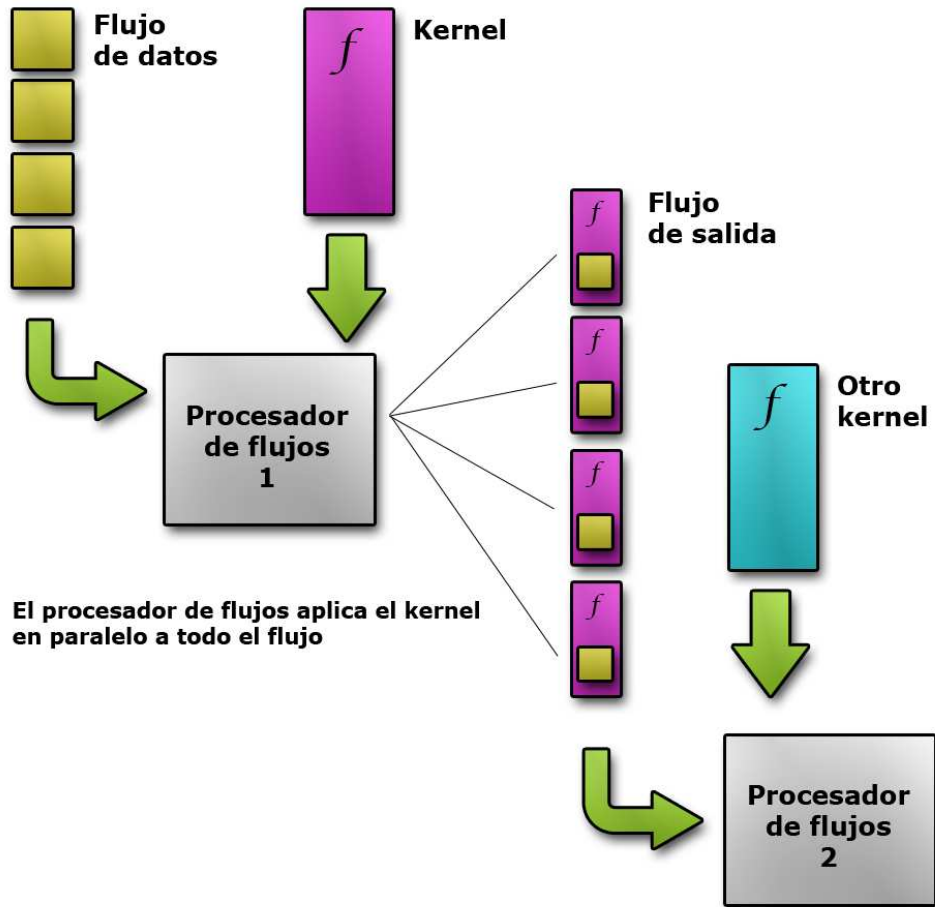 Flujo
de datos
Kernel
f
Flujo
de salida
f
f
f
f
Procesador
de flujos
1
Otro
kernel
f
El procesador de flujos aplica el kernel
en paralelo a todo el flujo
Procesador
de flujos
2